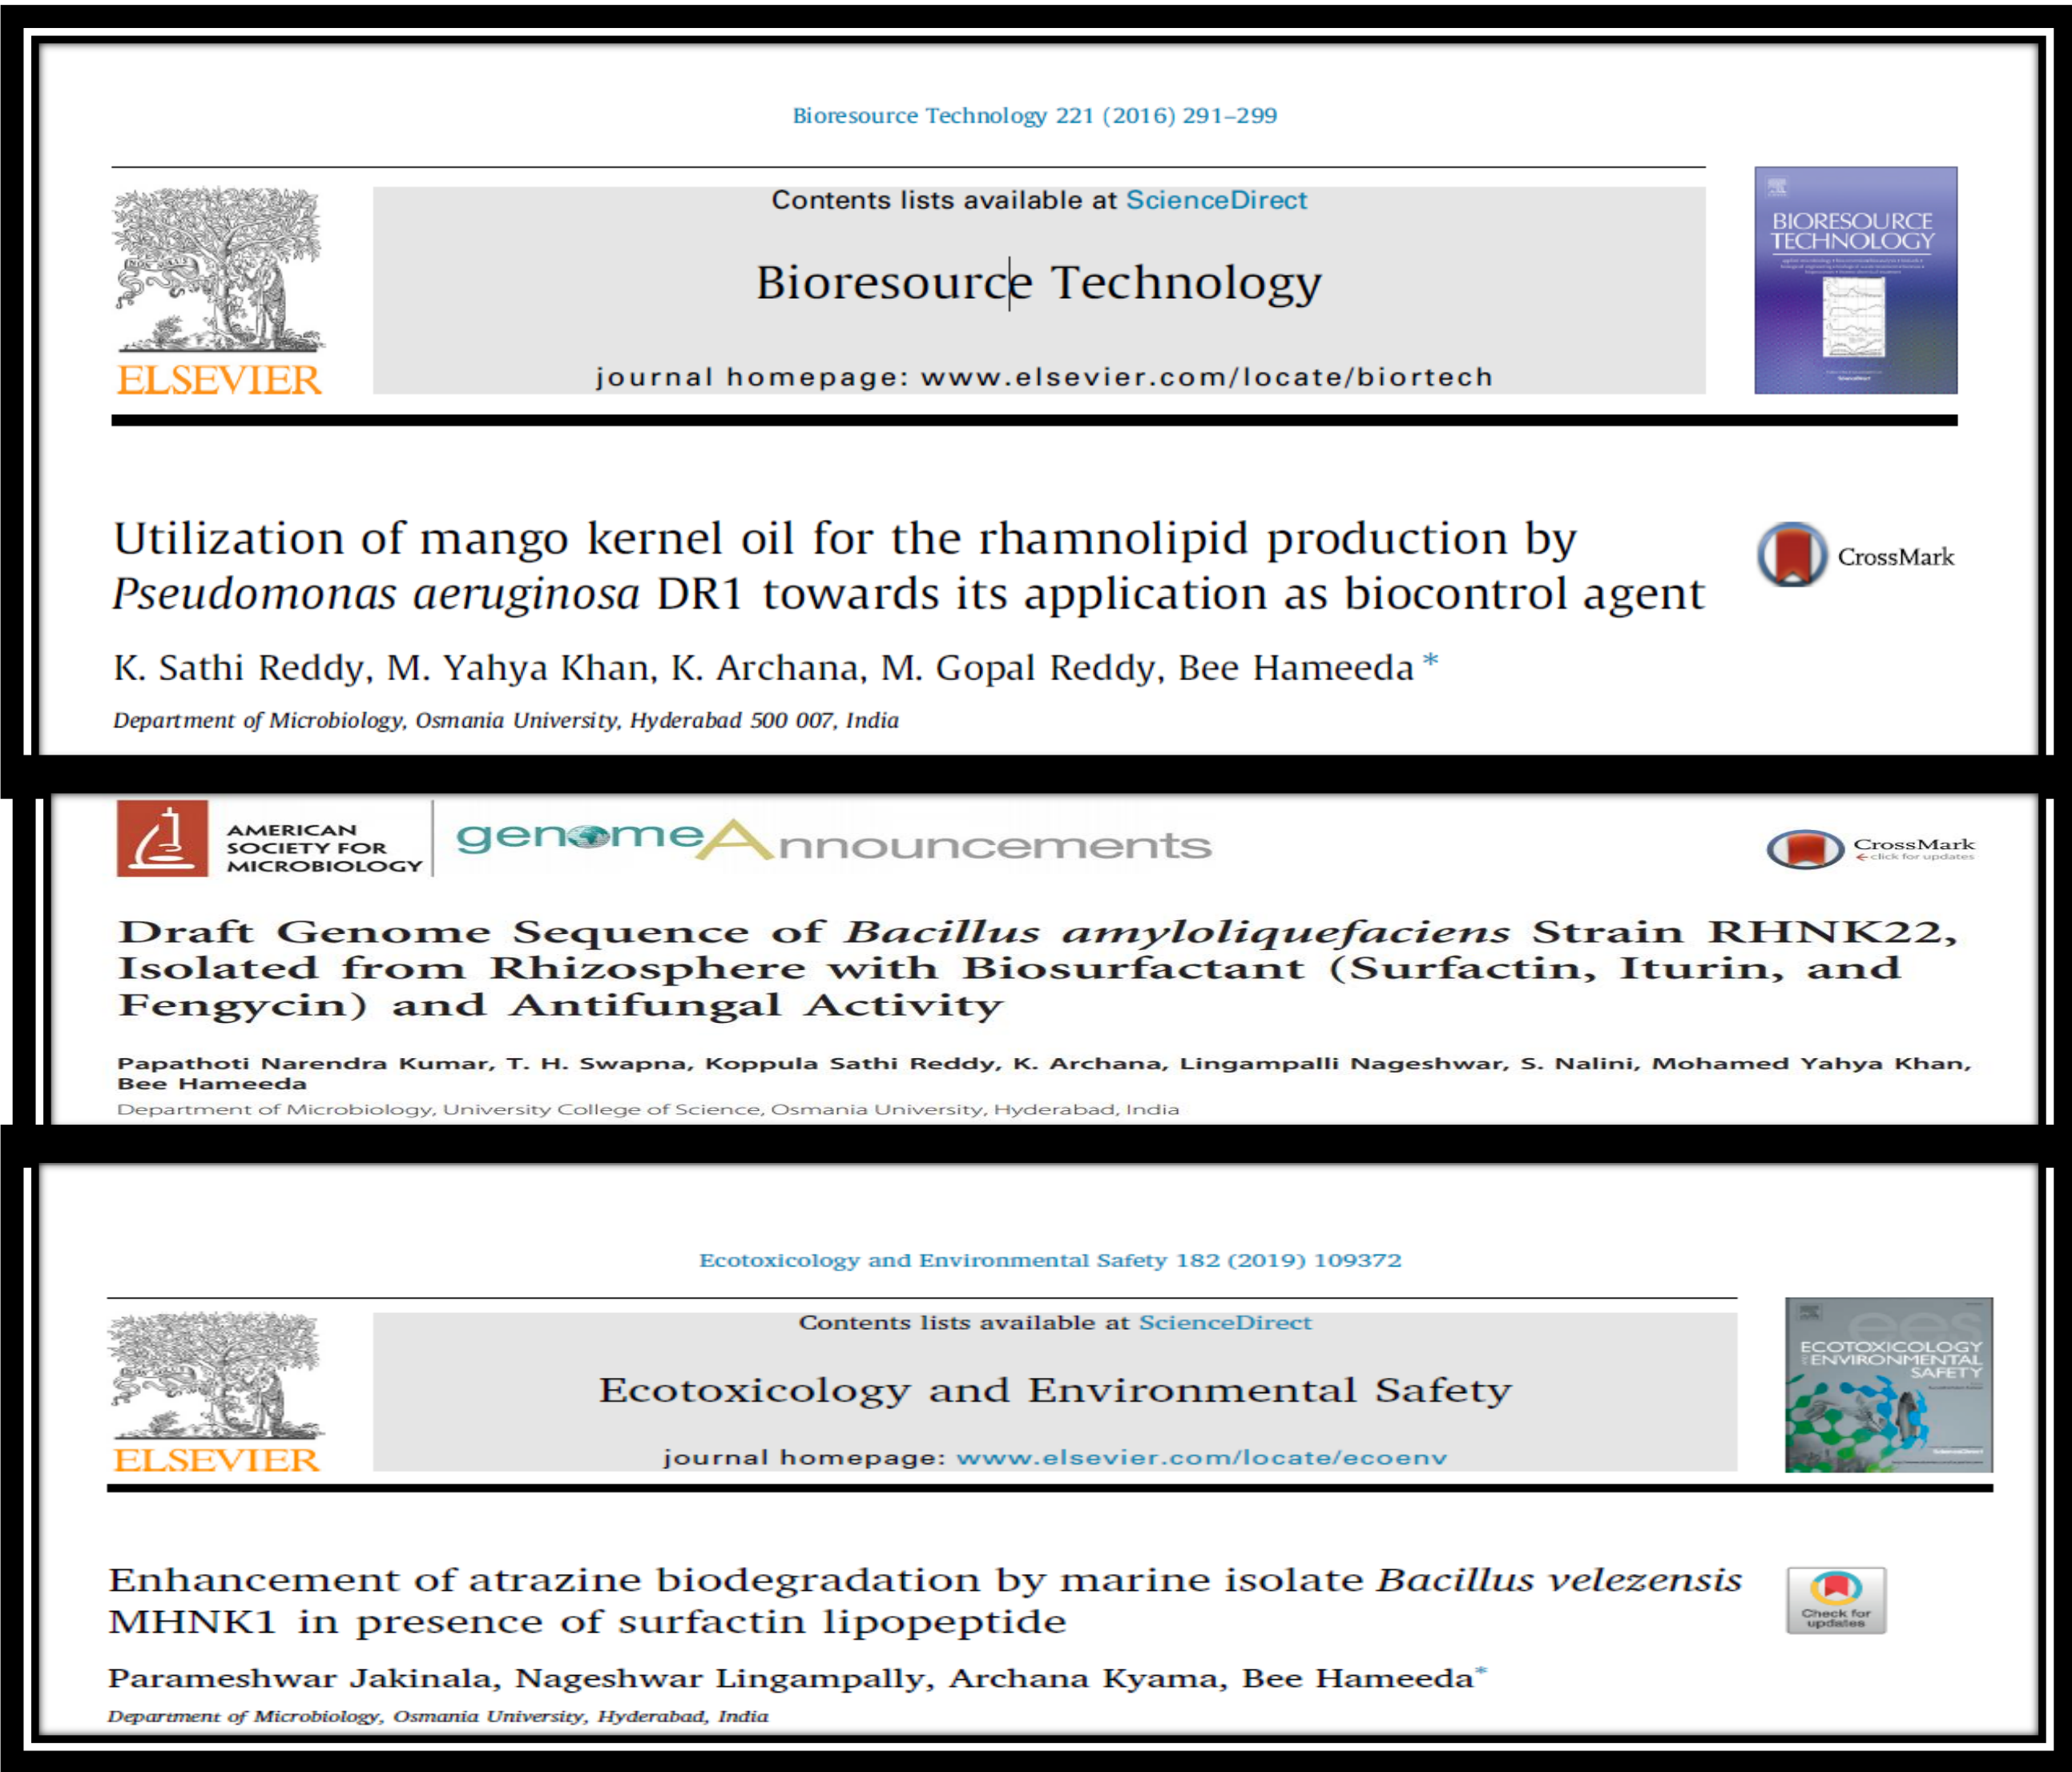 Bioresource Technology 221 (2016) 291–299
Contents lists available at ScienceDirect
Bioresource Technology
journal homepage: www.elsevier.com/locate/biortech
ELSEVIER
BIORESOURCE
TECHNOLOGY
Utilization of mango kernel oil for the rhamnolipid production by
Pseudomonas aeruginosa DR1 towards its application as biocontrol agent
CrossMark
K. Sathi Reddy, M. Yahya Khan, K. Archana, M. Gopal Reddy, Bee Hameeda*
Department of Microbiology, Osmania University, Hyderabad 500 007, India
AMERICAN
SOCIETY FOR
MICROBIOLOGY
genomeAnnouncements
CrossMark
click for updates
Draft Genome Sequence of Bacillus amyloliquefaciens Strain RHNK22,
Isolated from Rhizosphere with Biosurfactant (Surfactin, Iturin, and
Fengycin) and Antifungal Activity
Papathoti Narendra Kumar, T. H. Swapna, Koppula Sathi Reddy, K. Archana, Lingampalli Nageshwar, S. Nalini, Mohamed Yahya Khan,
Bee Hameeda
Department of Microbiology, University College of Science, Osmania University, Hyderabad, India
Ecotoxicology and Environmental Safety 182 (2019) 109372
Contents lists available at ScienceDirect
Ecotoxicology and Environmental Safety
journal homepage: www.elsevier.com/locate/ecoenv
ELSEVIER
ees
ECOTOXICOLOGY
ENVIRONMENTAL
SAFETY
Enhancement of atrazine biodegradation by marine isolate Bacillus velezensis
MHNK1 in presence of surfactin lipopeptide
Check for
updates
Parameshwar Jakinala, Nageshwar Lingampally, Archana Kyama, Bee Hameeda*
Department of Microbiology, Osmania University, Hyderabad, India